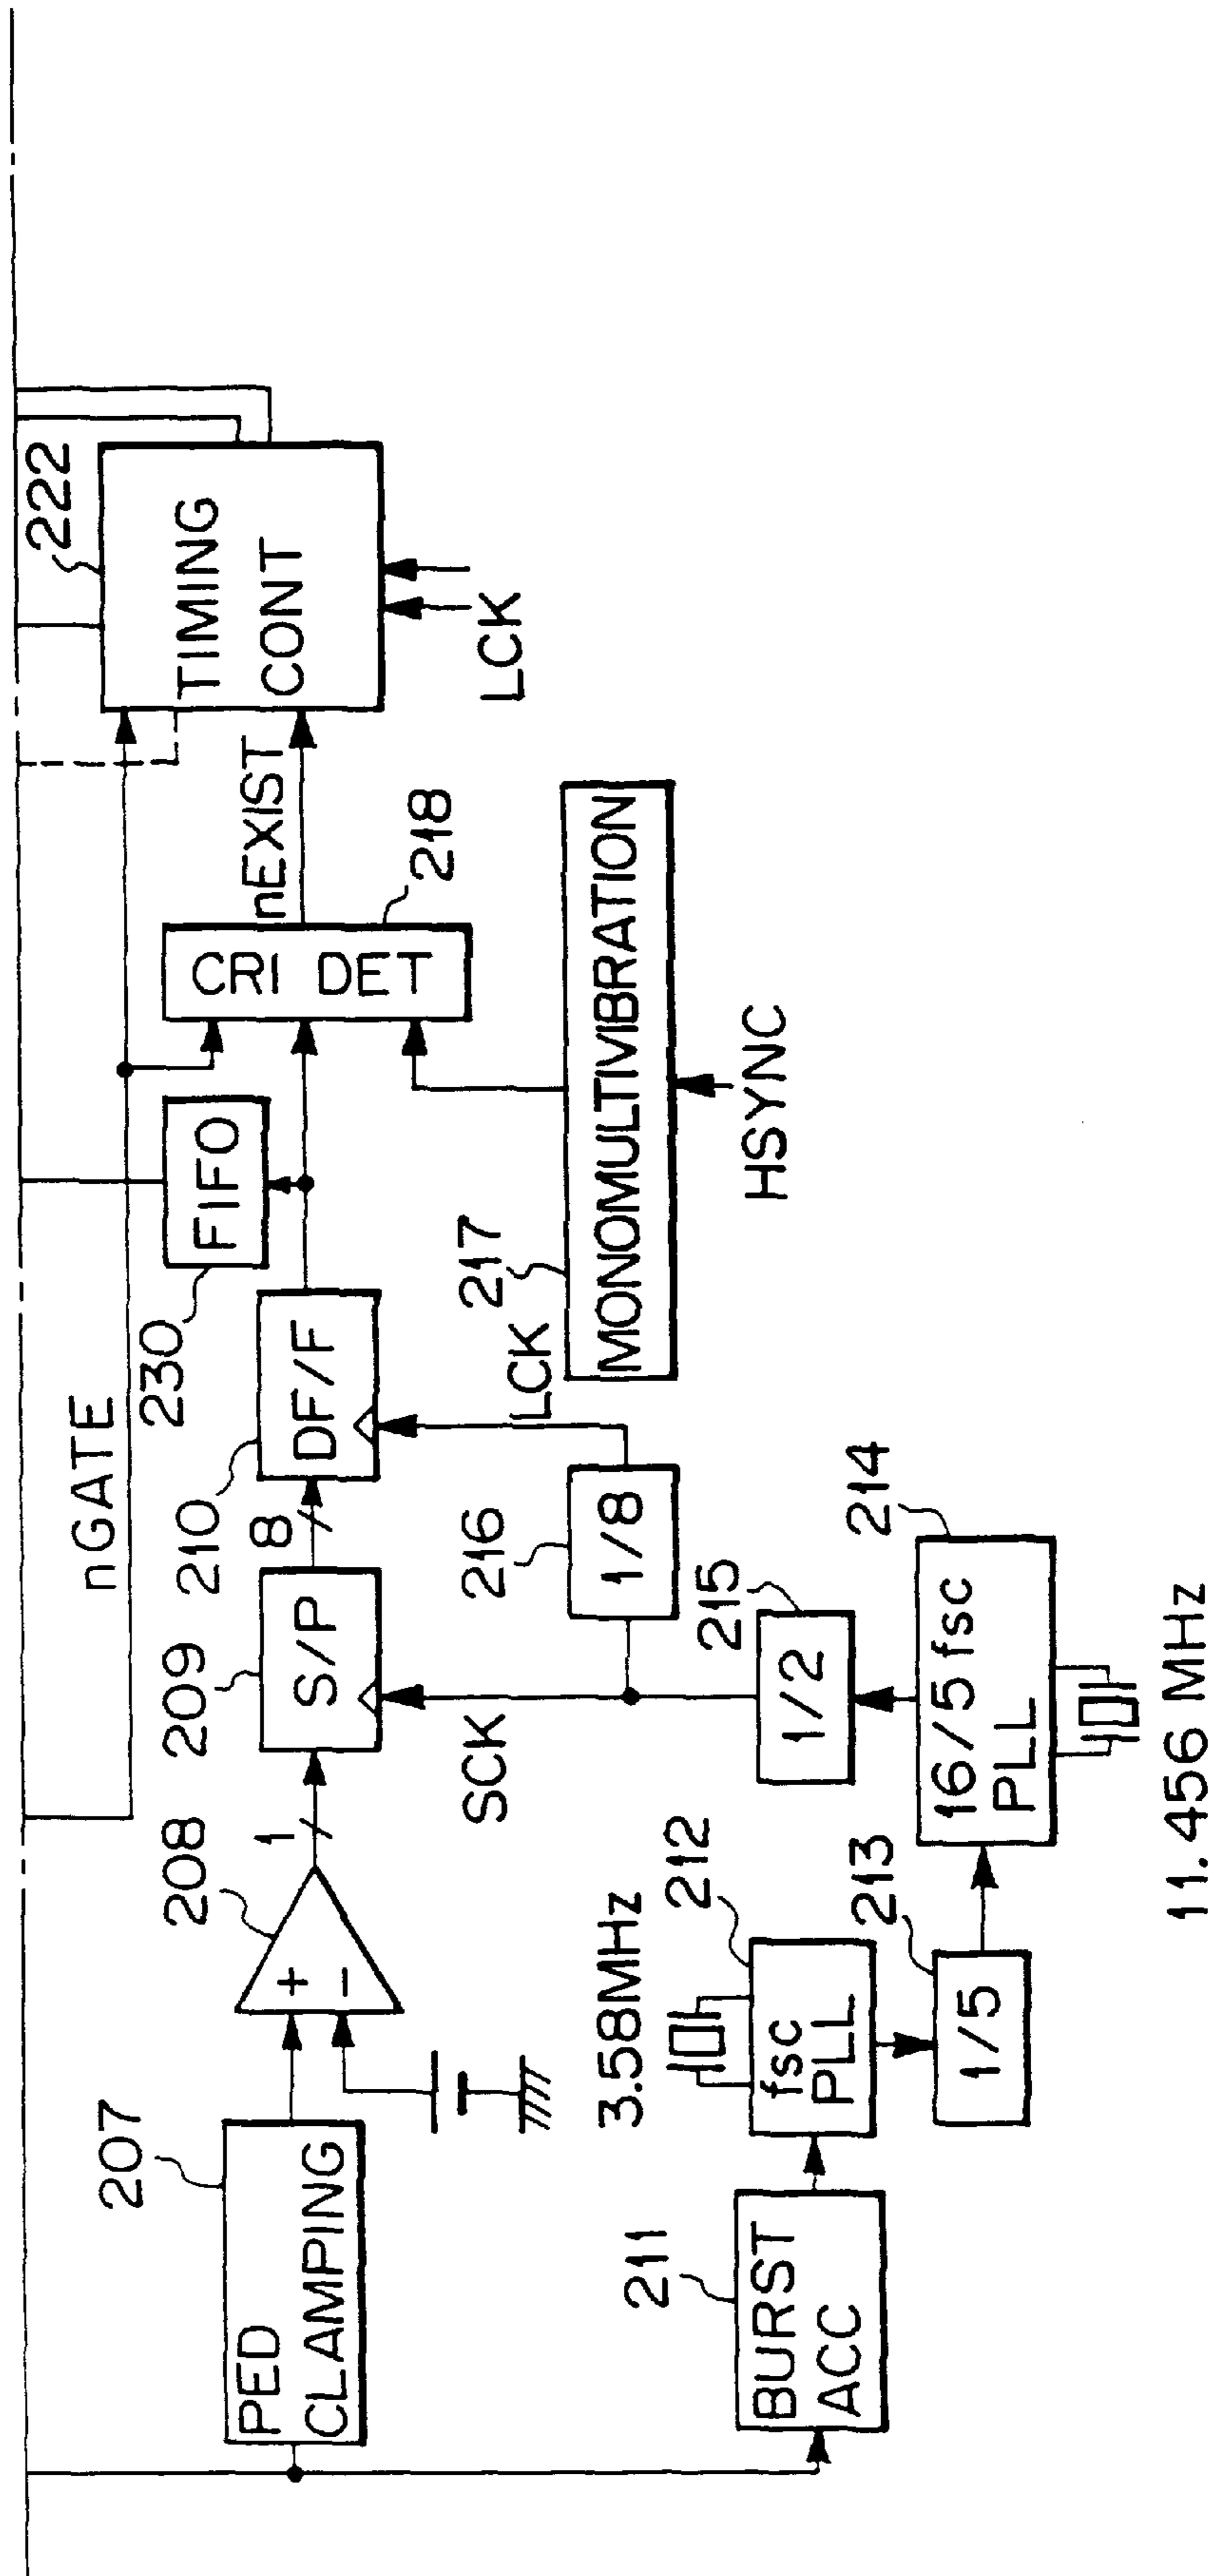 222
TIMING
CONT
LCK
nEXIST
218
CRI DET
MONOMULTIVIBRATION
HSYNC
217
FIFO
230
nGATE
DF/F
210
LCK
8
216
1/8
S/P
209
SCK
215
1/2
214
16/5 fsc
PLL
11.456 MHz
1
208
+
−
213
1/5
212
3.58MHz
fsc
PLL
207
PED
CLAMPING
211
BURST
ACC